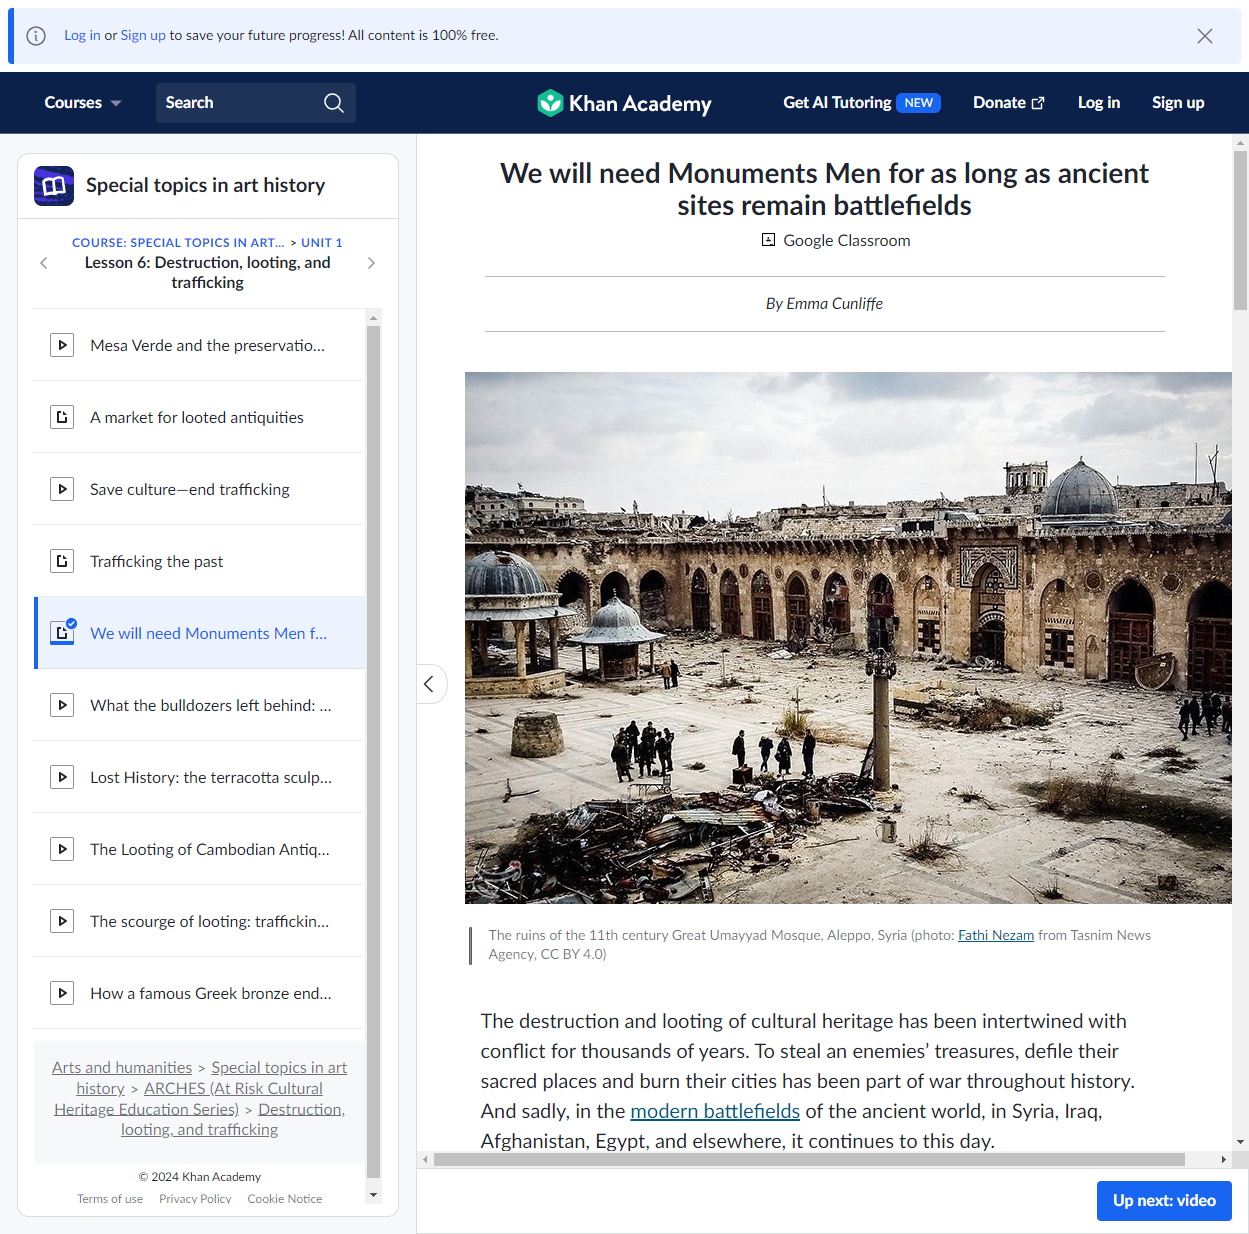 Log in or Sign up to save your future progress! All content is 100% free.
Courses
Search
Khan Academy
Get AI Tutoring NEW
Donate
Log in
Sign up
Special topics in art history
COURSE: SPECIAL TOPICS IN ART... > UNIT 1
Lesson 6: Destruction, looting, and
trafficking
Mesa Verde and the preservatio...
A market for looted antiquities
Save culture—end trafficking
Trafficking the past
We will need Monuments Men f...
What the bulldozers left behind: ...
Lost History: the terracotta sculp...
The Looting of Cambodian Antiq...
The scourge of looting: traffickin...
How a famous Greek bronze end...
Arts and humanities > Special topics in art
history > ARCHES (At Risk Cultural
Heritage Education Series) > Destruction,
looting, and trafficking
© 2024 Khan Academy
Terms of use Privacy Policy Cookie Notice
We will need Monuments Men for as long as ancient
sites remain battlefields
Google Classroom
By Emma Cunliffe
The ruins of the 11th century Great Umayyad Mosque, Aleppo, Syria (photo: Fathi Nezam from Tasnim News
Agency, CC BY 4.0)
The destruction and looting of cultural heritage has been intertwined with
conflict for thousands of years. To steal an enemies’ treasures, defile their
sacred places and burn their cities has been part of war throughout history.
And sadly, in the modern battlefields of the ancient world, in Syria, Iraq,
Afghanistan, Egypt, and elsewhere, it continues to this day.
Up next: video